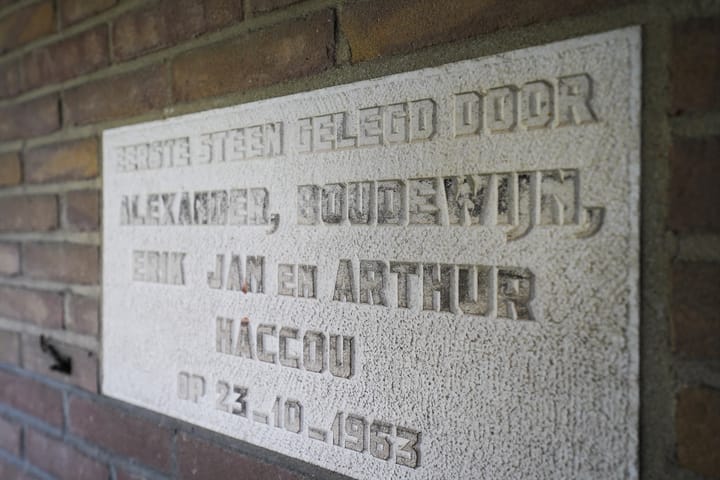 EERSTE STEEN GELEGD DOOR
ALEXANDER, BOUDEWIJN,
ERIK JAN EN ARTHUR
HACCOU
OP 23-10-1963